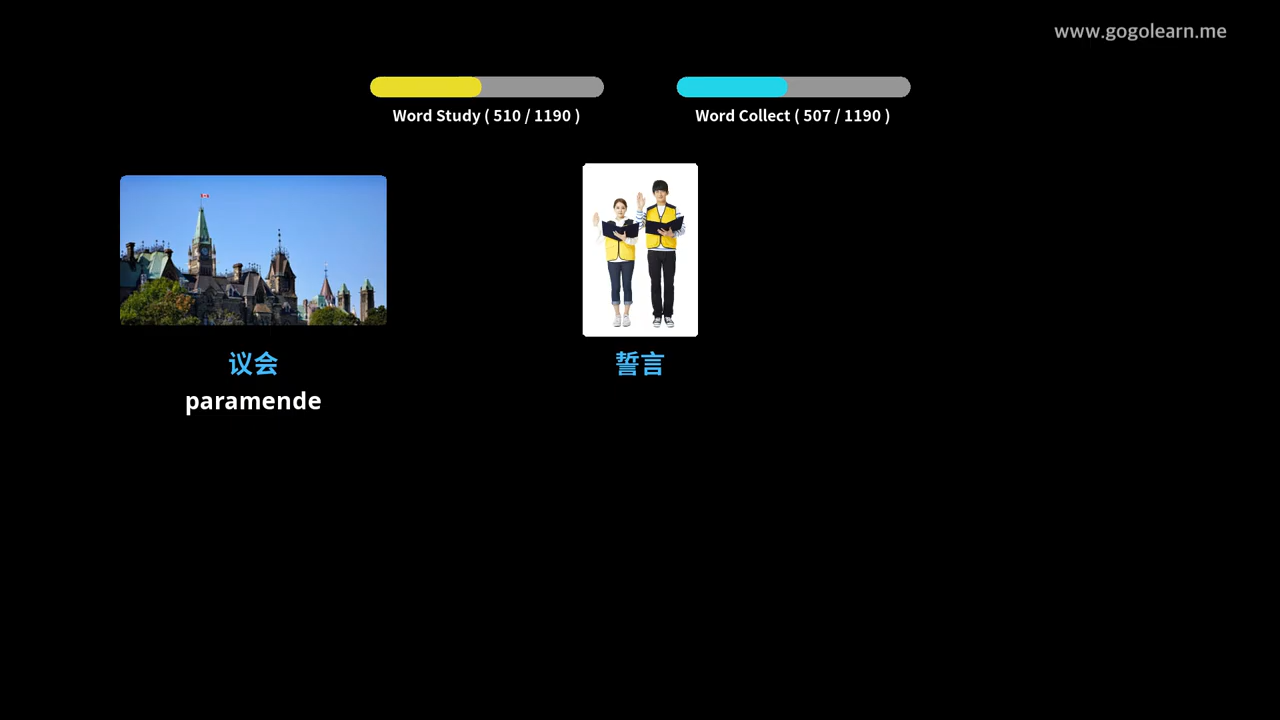 www.gogolearn.me
Word Study ( 510 / 1190 )
Word Collect ( 507 / 1190 )
议会
paramende
誓言